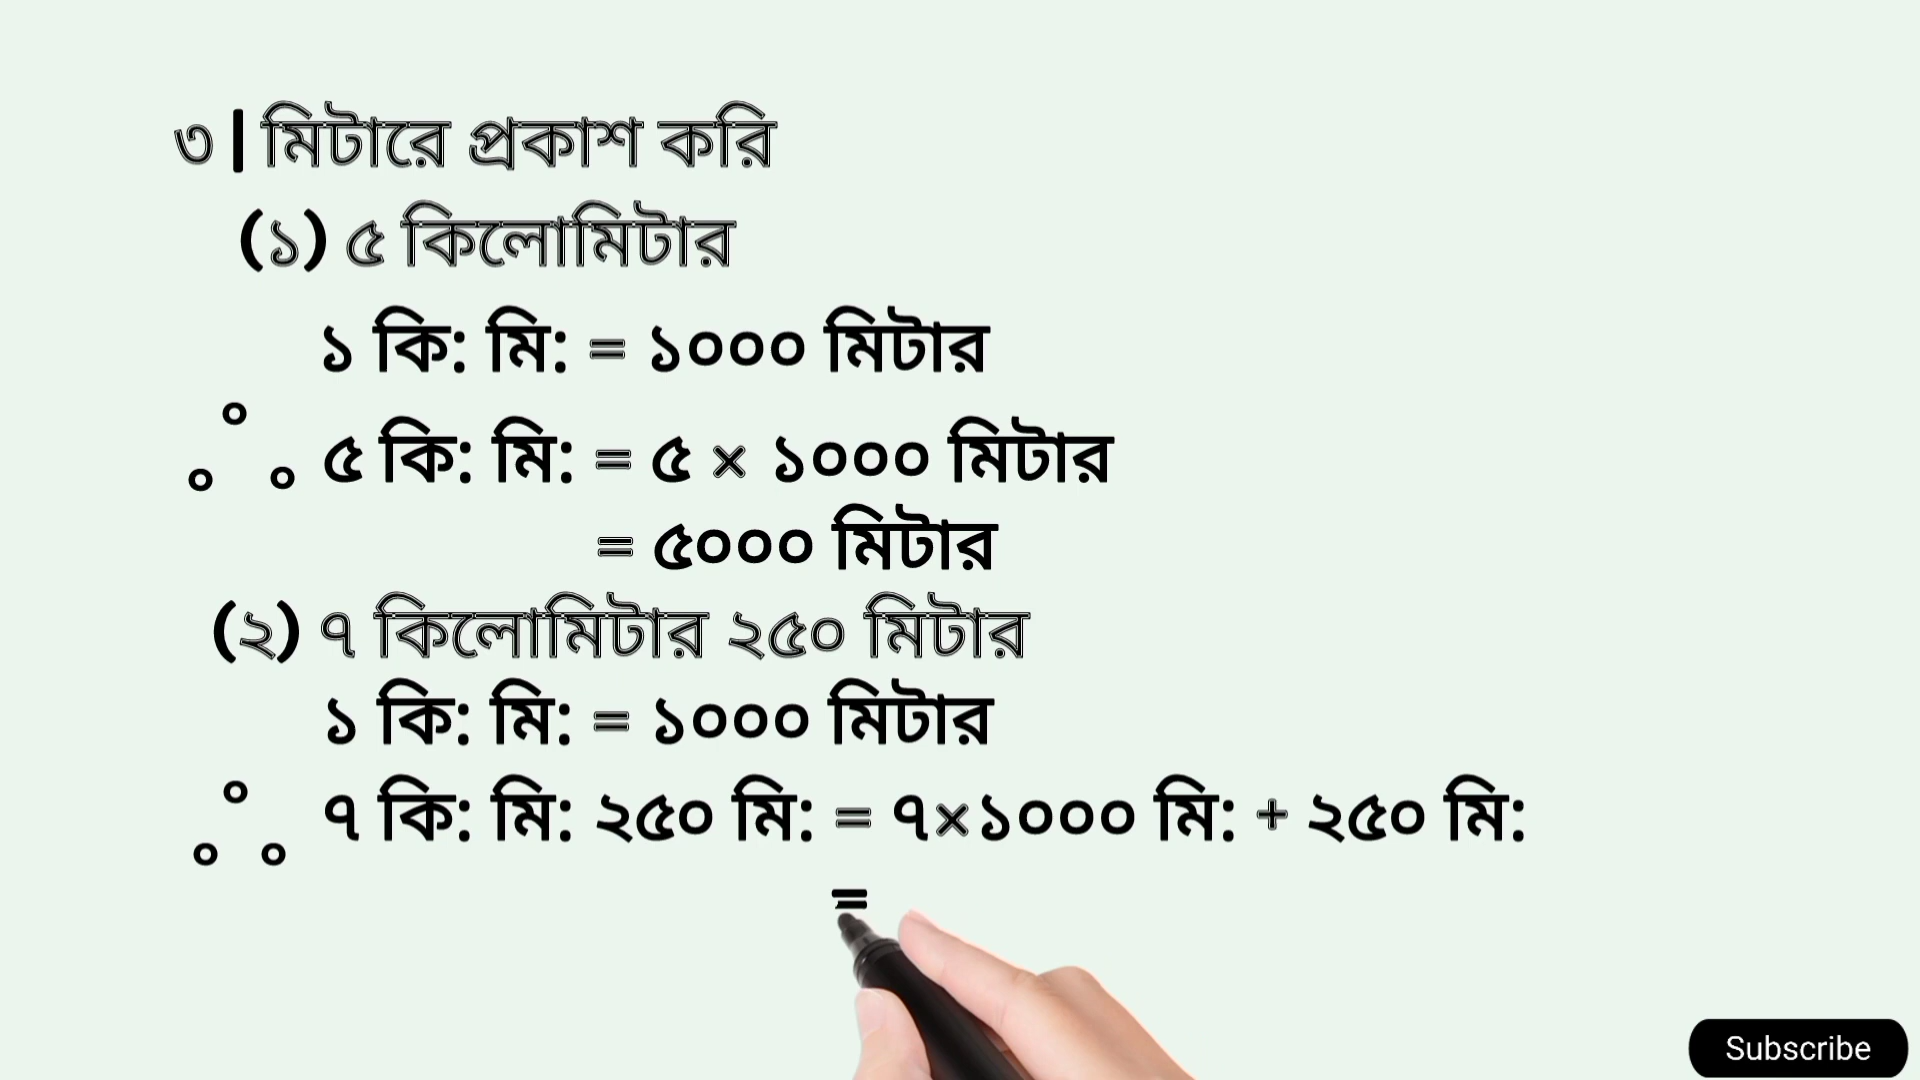 ৩| মিটারে প্রকাশ করি
(১) ৫ কিলোমিটার
১ কি: মি: = ১০০০ মিটার
∴ ৫ কি: মি: = ৫ × ১০০০ মিটার
= ৫০০০ মিটার
(২) ৭ কিলোমিটার ২৫০ মিটার
১ কি: মি: = ১০০০ মিটার
∴ ৭ কি: মি: ২৫০ মি: = ৭×১০০০ মি: + ২৫০ মি:
=
Subscribe